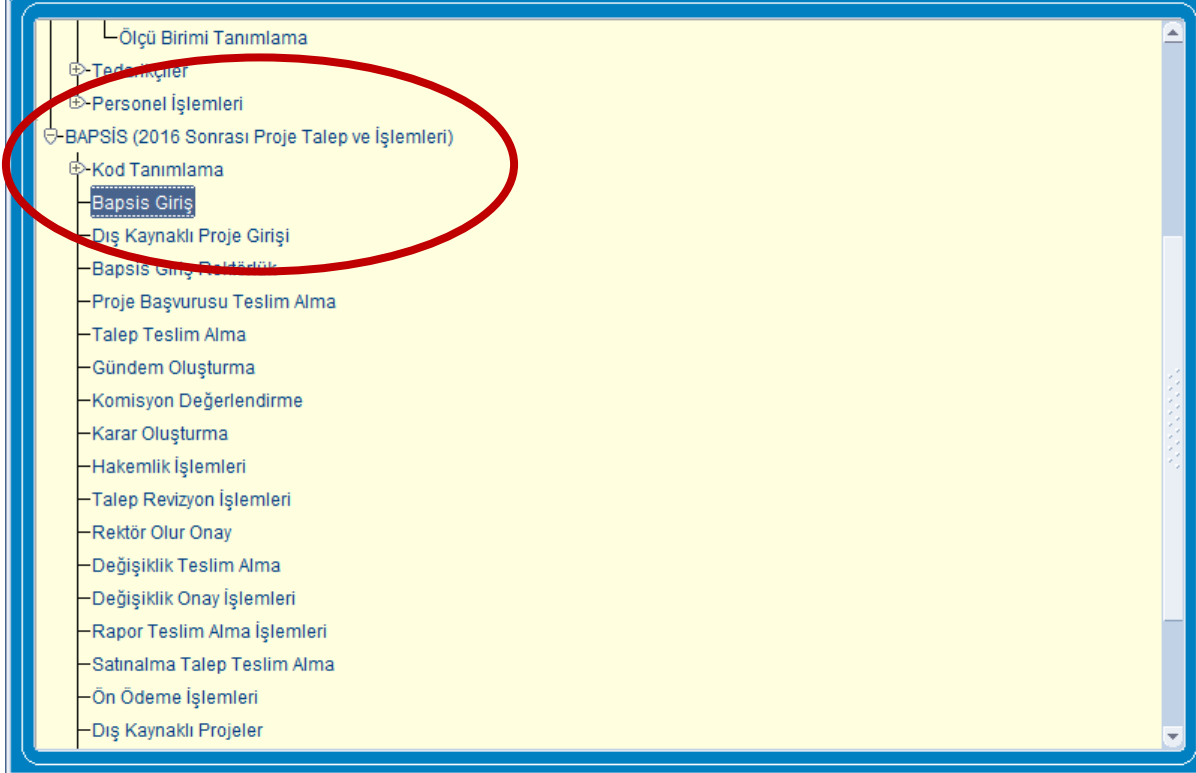 Ölçü Birimi Tanımlama
Tedarikçiler
Personel İşlemleri
BAPSİS (2016 Sonrası Proje Talep ve İşlemleri)
Kod Tanımlama
Bapsis Giriş
Dış Kaynaklı Proje Girişi
Bapsis Giriş Rektörlük
Proje Başvurusu Teslim Alma
Talep Teslim Alma
Gündem Oluşturma
Komisyon Değerlendirme
Karar Oluşturma
Hakemlik İşlemleri
Talep Revizyon İşlemleri
Rektör Olur Onay
Değişiklik Teslim Alma
Değişiklik Onay İşlemleri
Rapor Teslim Alma İşlemleri
Satınalma Talep Teslim Alma
Ön Ödeme İşlemleri
Dış Kaynaklı Projeler